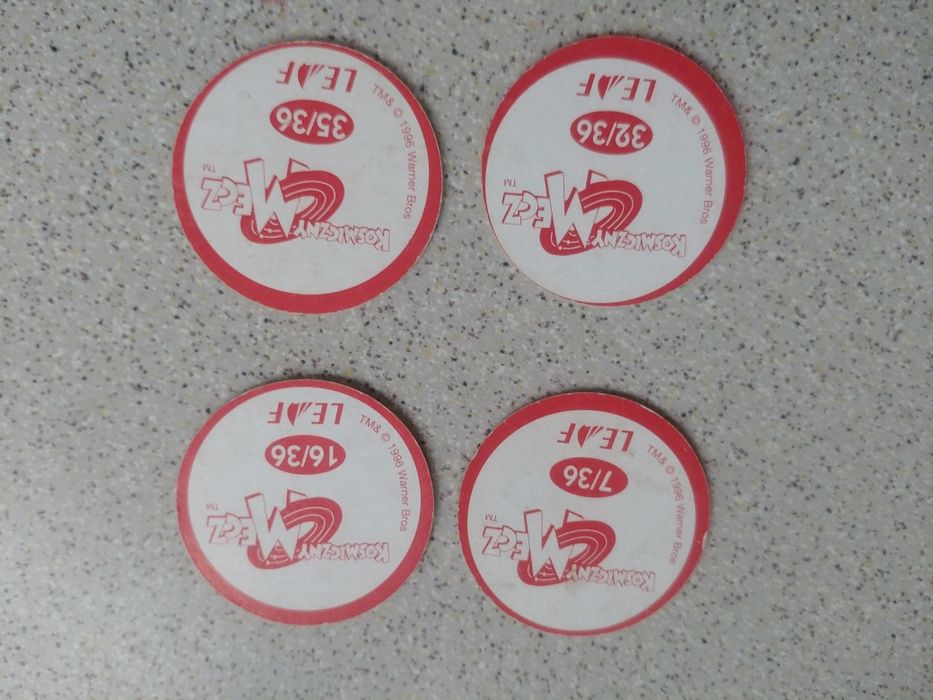 KOSMICZNY
MECZ ™
35/36
LEAF
TM& © 1996 Warner Bros
KOSMICZNY
MECZ ™
32/36
LEAF
TM& © 1996 Warner Bros
KOSMICZNY
MECZ ™
16/36
LEAF
TM& © 1996 Warner Bros
KOSMICZNY
MECZ ™
7/36
LEAF
TM& © 1996 Warner Bros